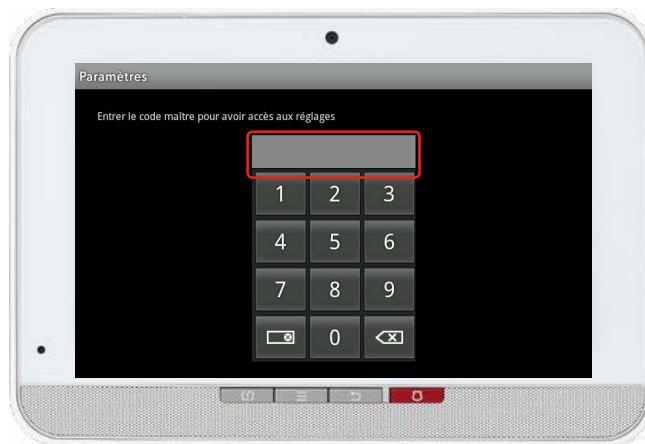 Paramètres
Entrer le code maître pour avoir accès aux réglages
1 2 3
4 5 6
7 8 9
0